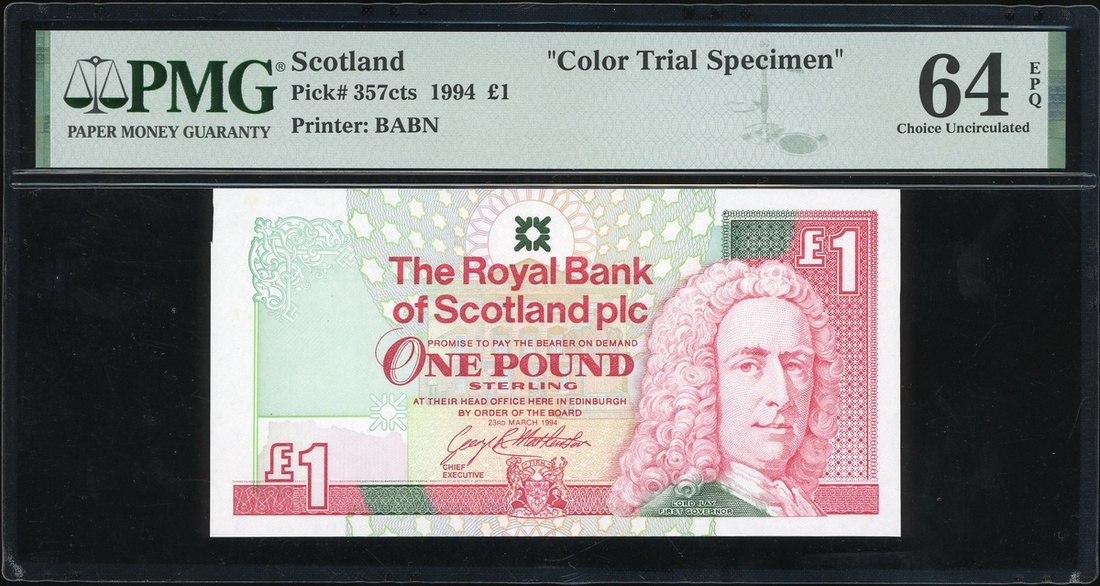 PMG® Scotland "Color Trial Specimen" 64 EPQ
Pick# 357cts 1994 £1
PAPER MONEY GUARANTY Printer: BABN Choice Uncirculated
£1
The Royal Bank
of Scotland plc
PROMISE TO PAY THE BEARER ON DEMAND
ONE POUND
STERLING
AT THEIR HEAD OFFICE HERE IN EDINBURGH
BY ORDER OF THE BOARD
23RD MARCH 1994
CHIEF
EXECUTIVE
£1
LORD ILAY
FIRST GOVERNOR